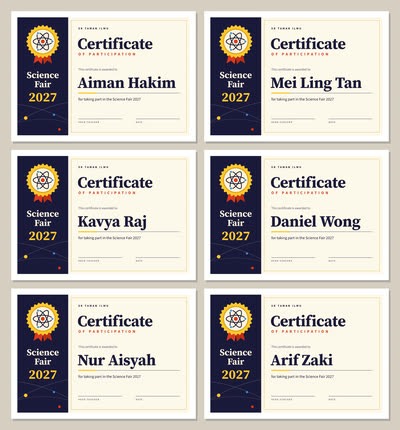 SK TAMAN ILMU
Certificate
OF PARTICIPATION
This certificate is awarded to
Aiman Hakim
for taking part in the Science Fair 2027
DATE
Science
Fair
2027
SK TAMAN ILMU
Certificate
OF PARTICIPATION
This certificate is awarded to
Mei Ling Tan
for taking part in the Science Fair 2027
DATE
Science
Fair
2027
SK TAMAN ILMU
Certificate
OF PARTICIPATION
This certificate is awarded to
Kavya Raj
for taking part in the Science Fair 2027
DATE
Science
Fair
2027
SK TAMAN ILMU
Certificate
OF PARTICIPATION
This certificate is awarded to
Daniel Wong
for taking part in the Science Fair 2027
DATE
Science
Fair
2027
SK TAMAN ILMU
Certificate
OF PARTICIPATION
This certificate is awarded to
Nur Aisyah
for taking part in the Science Fair 2027
DATE
Science
Fair
2027
SK TAMAN ILMU
Certificate
OF PARTICIPATION
This certificate is awarded to
Arif Zaki
for taking part in the Science Fair 2027
DATE
Science
Fair
2027